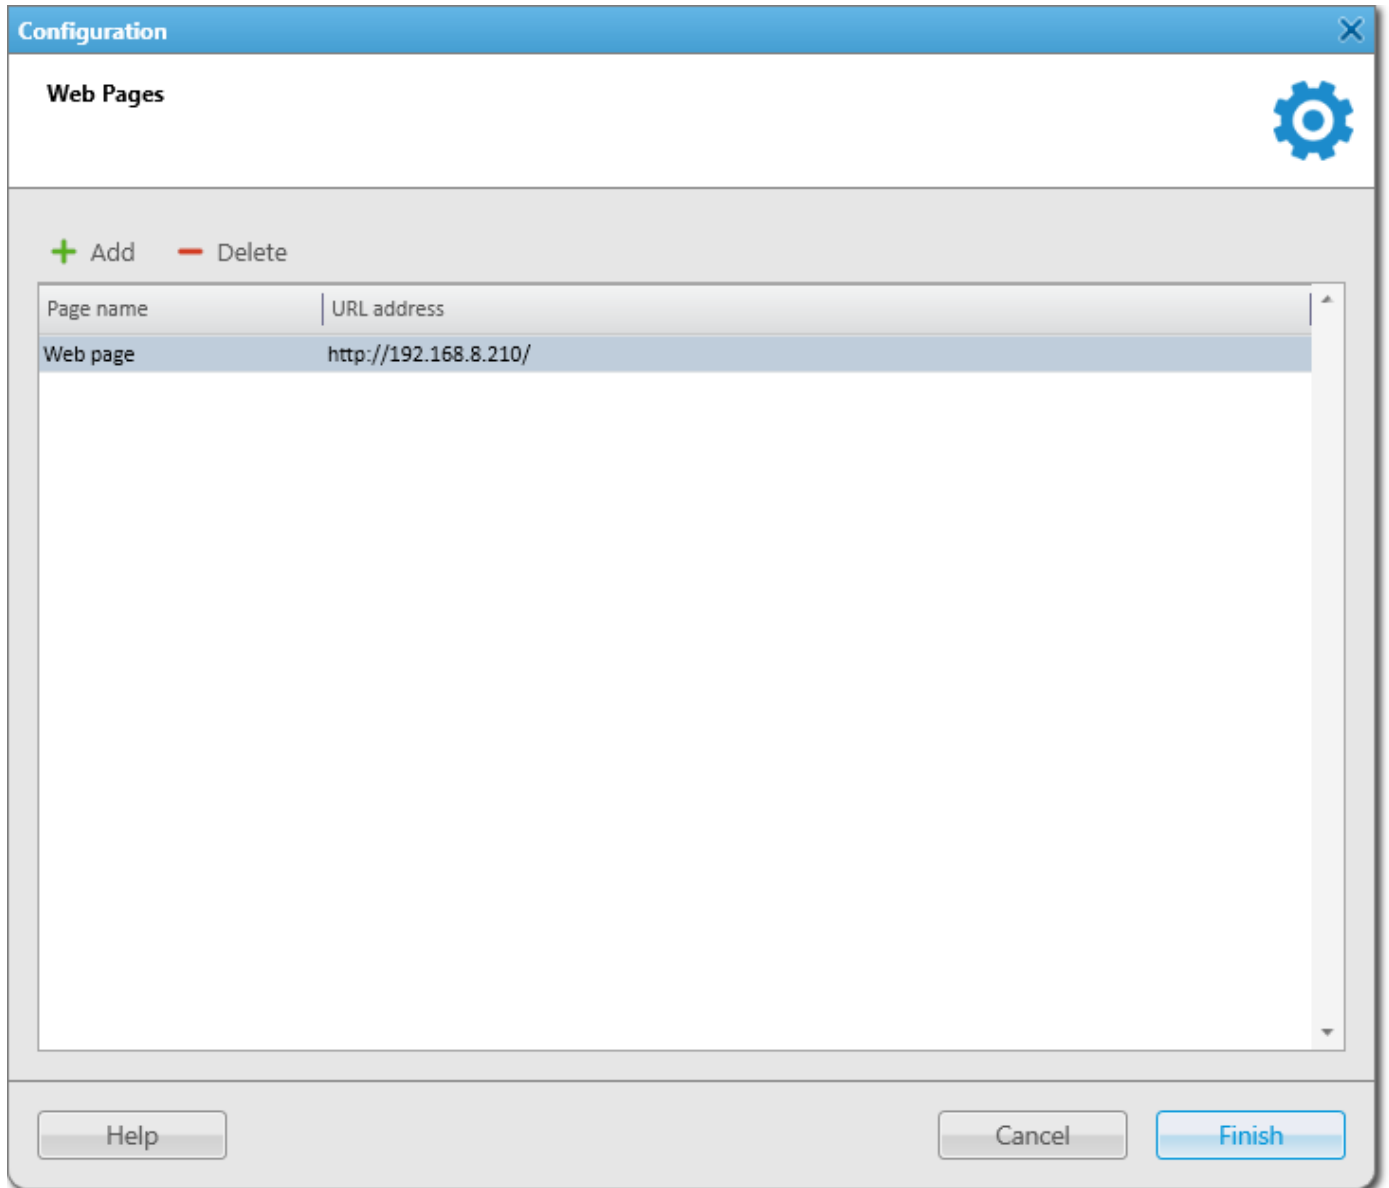 Configuration
Web Pages
Add Delete
Page name URL address
Web page http://192.168.8.210/
Help Cancel Finish